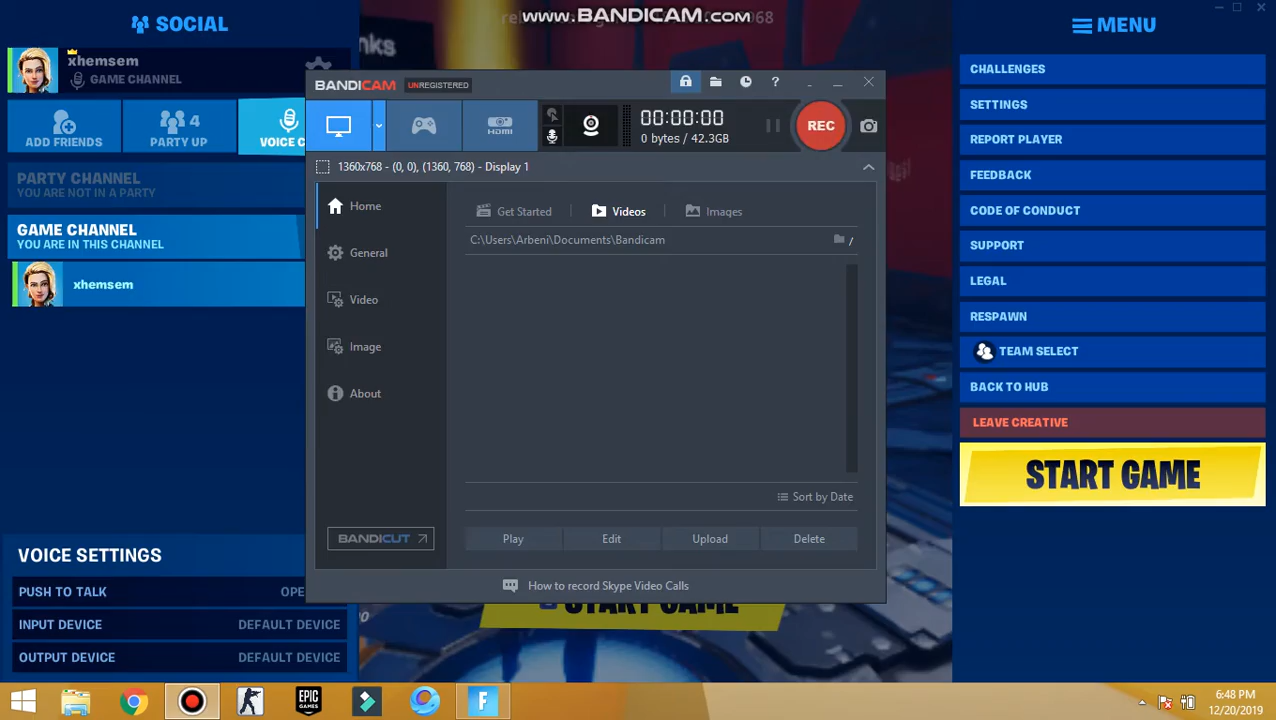 www.BANDICAM.com
068
nks
SOCIAL
xhemsem
GAME CHANNEL
ADD FRIENDS
4
PARTY UP
VOICE C
PARTY CHANNEL
YOU ARE NOT IN A PARTY
GAME CHANNEL
YOU ARE IN THIS CHANNEL
xhemsem
VOICE SETTINGS
PUSH TO TALK OPE
INPUT DEVICE DEFAULT DEVICE
OUTPUT DEVICE DEFAULT DEVICE
BANDICAM UNREGISTERED
?
HDMI
00:00:00
0 bytes / 42.3GB
REC
1360x768 - (0, 0), (1360, 768) - Display 1
Home
General
Video
Image
About
BANDICUT
Get Started
Videos
Images
C:\Users\Arbeni\Documents\Bandicam
/
Sort by Date
Play
Edit
Upload
Delete
How to record Skype Video Calls
START GAME
MENU
CHALLENGES
SETTINGS
REPORT PLAYER
FEEDBACK
CODE OF CONDUCT
SUPPORT
LEGAL
RESPAWN
TEAM SELECT
BACK TO HUB
LEAVE CREATIVE
START GAME
EPIC GAMES
F
6:48 PM
12/20/2019